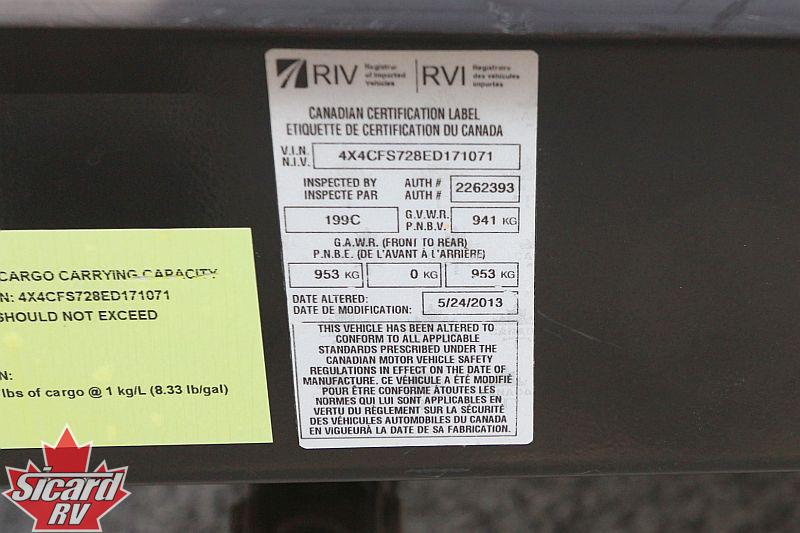 RIV Registrar of Imported Vehicles RVI Registraire des véhicules importés
CANADIAN CERTIFICATION LABEL
ETIQUETTE DE CERTIFICATION DU CANADA
V.I.N. 4X4CFS728ED171071
N.I.V.
INSPECTED BY AUTH # 2262393
INSPECTE PAR AUTH #
199C G.V.W.R. 941 KG
P.N.B.V.
G.A.W.R. (FRONT TO REAR)
P.N.B.E. (DE L'AVANT À L'ARRIÈRE)
953 KG 0 KG 953 KG
DATE ALTERED: 5/24/2013
DATE DE MODIFICATION:
THIS VEHICLE HAS BEEN ALTERED TO
CONFORM TO ALL APPLICABLE
STANDARDS PRESCRIBED UNDER THE
CANADIAN MOTOR VEHICLE SAFETY
REGULATIONS IN EFFECT ON THE DATE OF
MANUFACTURE. CE VÉHICULE A ÉTÉ MODIFIÉ
POUR ÊTRE CONFORME ÀTOUTES LES
NORMES QUI LUI SONT APPLICABLES EN
VERTU DU RÈGLEMENT SUR LA SÉCURITÉ
DES VÉHICULES AUTOMOBILES DU CANADA
EN VIGUEURÀ LA DATE DE SA FABRICATION.
CARGO CARRYING CAPACITY
N: 4X4CFS728ED171071
SHOULD NOT EXCEED
N:
lbs of cargo @ 1 kg/L (8.33 lb/gal)
Sicard
RV